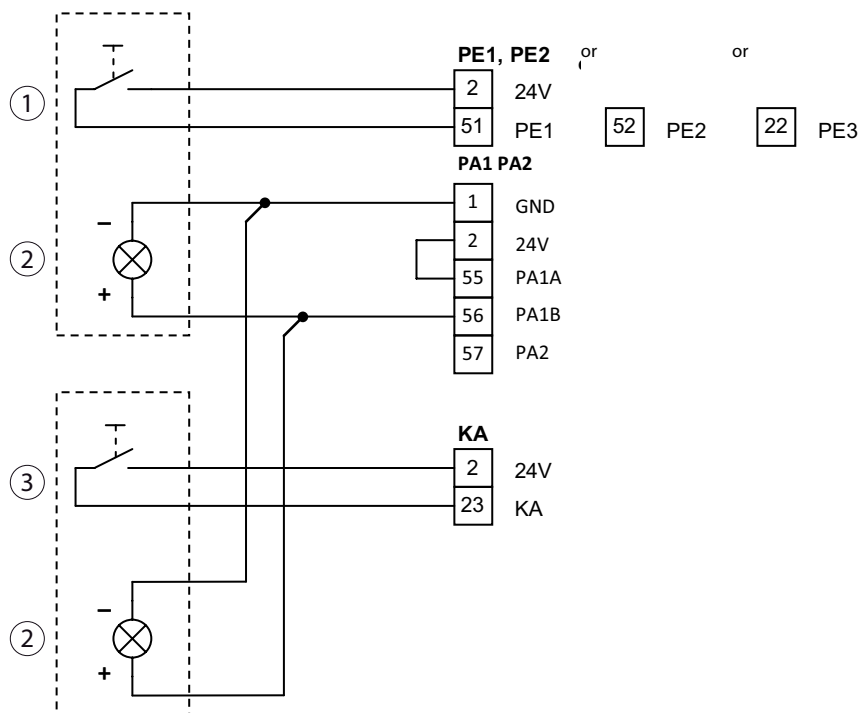 PE1, PE2 or or
1
2 24V
51 PE1 52 PE2 22 PE3
PA1 PA2
1 GND
−
2 24V
2
55 PA1A
+
56 PA1B
57 PA2
KA
2 24V
3
23 KA
−
2
+